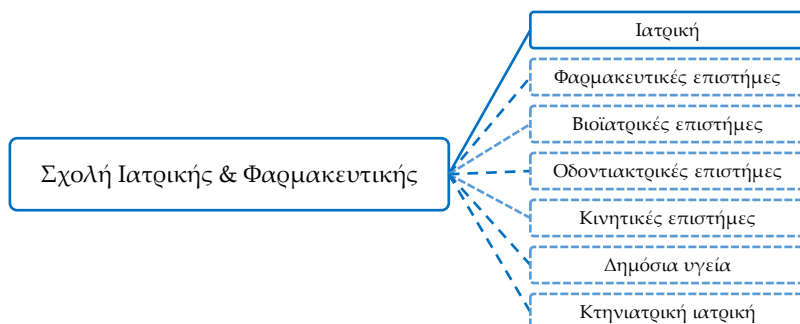 Ιατρική
Φαρμακευτικές επιστήμες
Βιοϊατρικές επιστήμες
Σχολή Ιατρικής & Φαρμακευτικής
Οδοντιακτρικές επιστήμες
Κινητικές επιστήμες
Δημόσια υγεία
Κτηνιατρική ιατρική